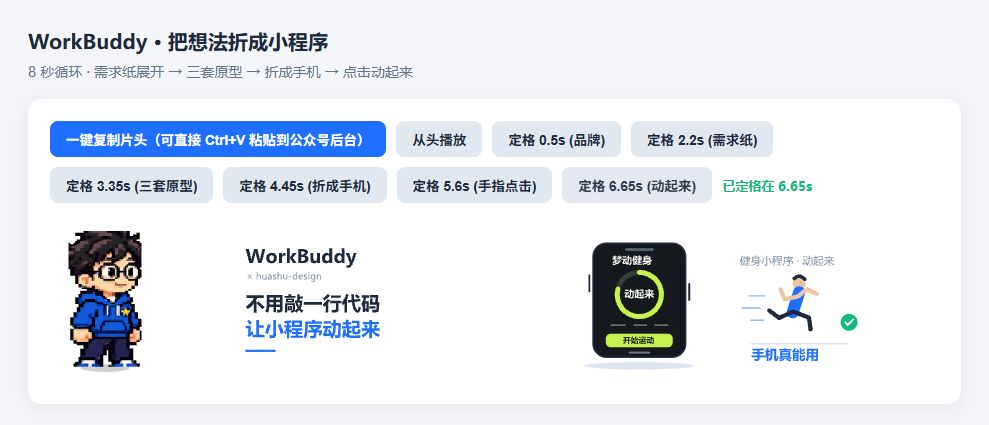 WorkBuddy · 把想法折成小程序
8 秒循环 · 需求纸展开 → 三套原型 → 折成手机 → 点击动起来
一键复制片头（可直接 Ctrl+V 粘贴到公众号后台）
从头播放
定格 0.5s (品牌)
定格 2.2s (需求纸)
定格 3.35s (三套原型)
定格 4.45s (折成手机)
定格 5.6s (手指点击)
定格 6.65s (动起来)
已定格在 6.65s
WorkBuddy
× huashu-design
不用敲一行代码
让小程序动起来
梦动健身
动起来
开始运动
健身小程序 · 动起来
手机真能用